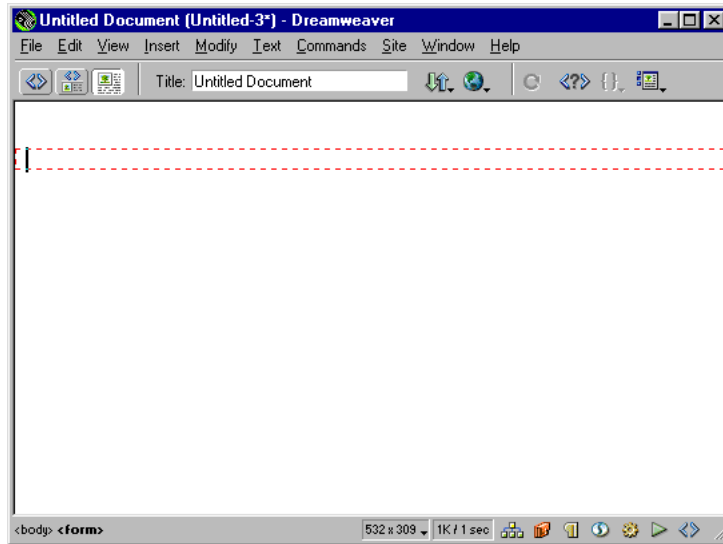 Untitled Document (Untitled-3*) - Dreamweaver
File Edit View Insert Modify Text Commands Site Window Help
Title: Untitled Document
<body> <form> 532 x 309 1K / 1 sec